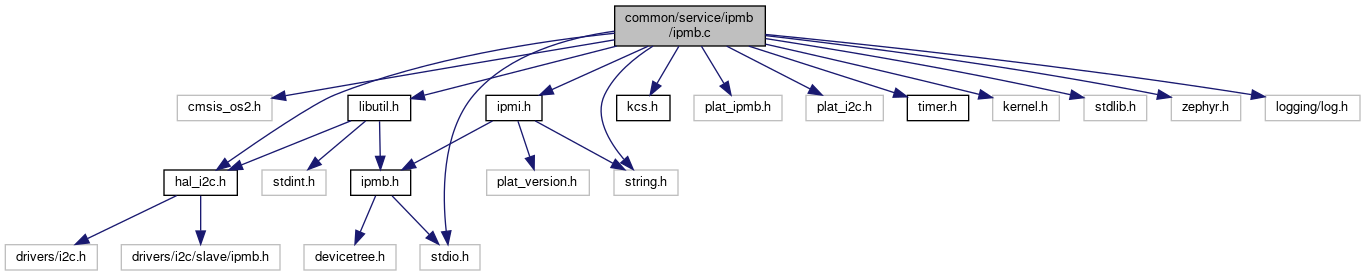 common/service/ipmb
/ipmb.c
cmsis_os2.h
libutil.h
ipmi.h
kcs.h
plat_ipmb.h
plat_i2c.h
timer.h
kernel.h
stdlib.h
zephyr.h
logging/log.h
hal_i2c.h
stdint.h
ipmb.h
plat_version.h
string.h
drivers/i2c.h
drivers/i2c/slave/ipmb.h
devicetree.h
stdio.h